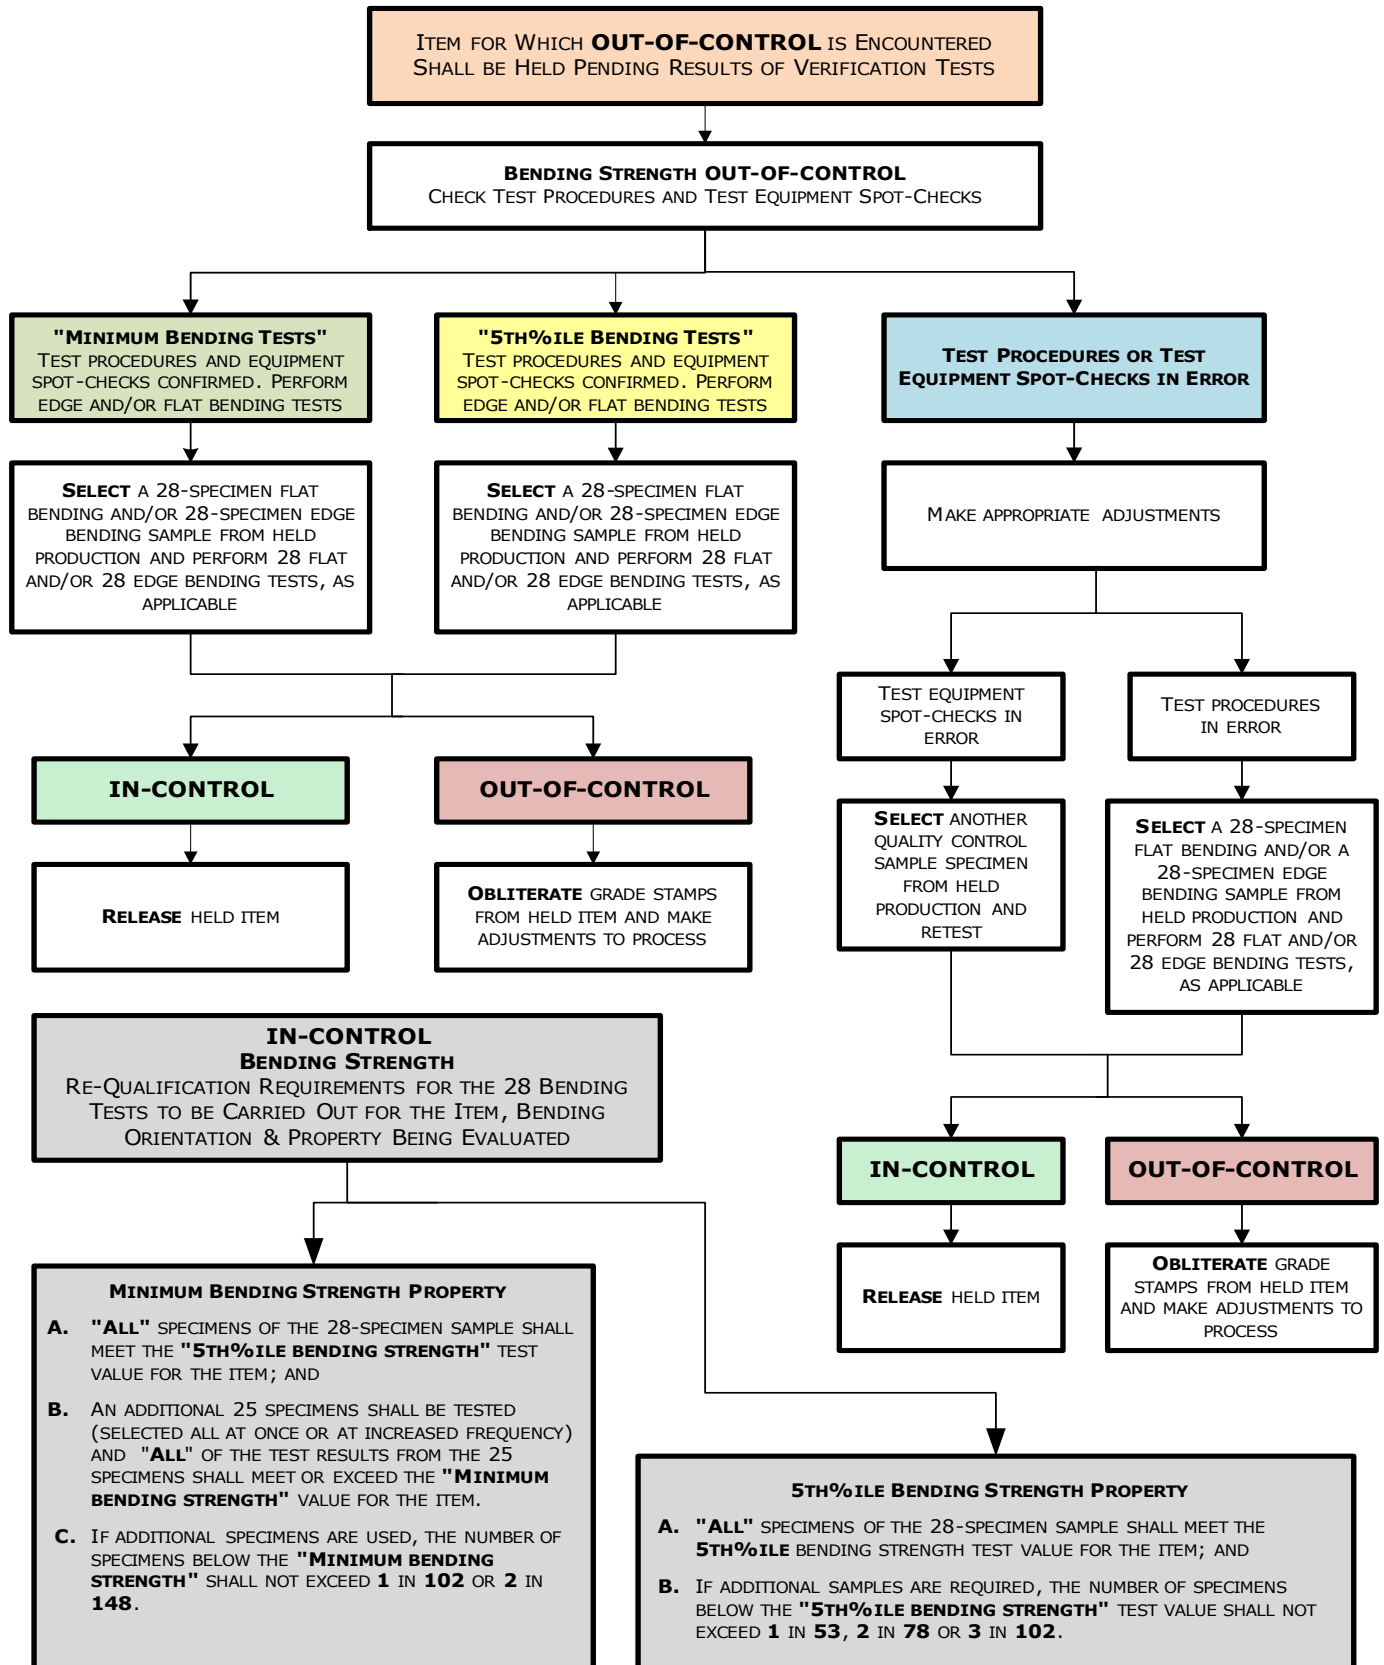 ITEM FOR WHICH OUT-OF-CONTROL IS ENCOUNTERED
SHALL BE HELD PENDING RESULTS OF VERIFICATION TESTS
BENDING STRENGTH OUT-OF-CONTROL
CHECK TEST PROCEDURES AND TEST EQUIPMENT SPOT-CHECKS
"MINIMUM BENDING TESTS"
TEST PROCEDURES AND EQUIPMENT
SPOT-CHECKS CONFIRMED. PERFORM
EDGE AND/OR FLAT BENDING TESTS
"5TH%ILE BENDING TESTS"
TEST PROCEDURES AND EQUIPMENT
SPOT-CHECKS CONFIRMED. PERFORM
EDGE AND/OR FLAT BENDING TESTS
TEST PROCEDURES OR TEST
EQUIPMENT SPOT-CHECKS IN ERROR
SELECT A 28-SPECIMEN FLAT
BENDING AND/OR 28-SPECIMEN EDGE
BENDING SAMPLE FROM HELD
PRODUCTION AND PERFORM 28 FLAT
AND/OR 28 EDGE BENDING TESTS, AS
APPLICABLE
SELECT A 28-SPECIMEN FLAT
BENDING AND/OR 28-SPECIMEN EDGE
BENDING SAMPLE FROM HELD
PRODUCTION AND PERFORM 28 FLAT
AND/OR 28 EDGE BENDING TESTS, AS
APPLICABLE
MAKE APPROPRIATE ADJUSTMENTS
TEST EQUIPMENT
SPOT-CHECKS IN
ERROR
TEST PROCEDURES
IN ERROR
IN-CONTROL
OUT-OF-CONTROL
SELECT ANOTHER
QUALITY CONTROL
SAMPLE SPECIMEN
FROM HELD
PRODUCTION AND
RETEST
SELECT A 28-SPECIMEN
FLAT BENDING AND/OR A
28-SPECIMEN EDGE
BENDING SAMPLE FROM
HELD PRODUCTION AND
PERFORM 28 FLAT AND/OR
28 EDGE BENDING TESTS,
AS APPLICABLE
RELEASE HELD ITEM
OBLITERATE GRADE STAMPS
FROM HELD ITEM AND MAKE
ADJUSTMENTS TO PROCESS
IN-CONTROL
BENDING STRENGTH
RE-QUALIFICATION REQUIREMENTS FOR THE 28 BENDING
TESTS TO BE CARRIED OUT FOR THE ITEM, BENDING
ORIENTATION & PROPERTY BEING EVALUATED
IN-CONTROL
OUT-OF-CONTROL
RELEASE HELD ITEM
OBLITERATE GRADE
STAMPS FROM HELD ITEM
AND MAKE ADJUSTMENTS TO
PROCESS
MINIMUM BENDING STRENGTH PROPERTY
A. "ALL" SPECIMENS OF THE 28-SPECIMEN SAMPLE SHALL
MEET THE "5TH%ILE BENDING STRENGTH" TEST
VALUE FOR THE ITEM; AND
B. AN ADDITIONAL 25 SPECIMENS SHALL BE TESTED
(SELECTED ALL AT ONCE OR AT INCREASED FREQUENCY)
AND "ALL" OF THE TEST RESULTS FROM THE 25
SPECIMENS SHALL MEET OR EXCEED THE "MINIMUM
BENDING STRENGTH" VALUE FOR THE ITEM.
C. IF ADDITIONAL SPECIMENS ARE USED, THE NUMBER OF
SPECIMENS BELOW THE "MINIMUM BENDING
STRENGTH" SHALL NOT EXCEED 1 IN 102 OR 2 IN
148.
5TH%ILE BENDING STRENGTH PROPERTY
A. "ALL" SPECIMENS OF THE 28-SPECIMEN SAMPLE SHALL MEET THE
5TH%ILE BENDING STRENGTH TEST VALUE FOR THE ITEM; AND
B. IF ADDITIONAL SAMPLES ARE REQUIRED, THE NUMBER OF SPECIMENS
BELOW THE "5TH%ILE BENDING STRENGTH" TEST VALUE SHALL NOT
EXCEED 1 IN 53, 2 IN 78 OR 3 IN 102.